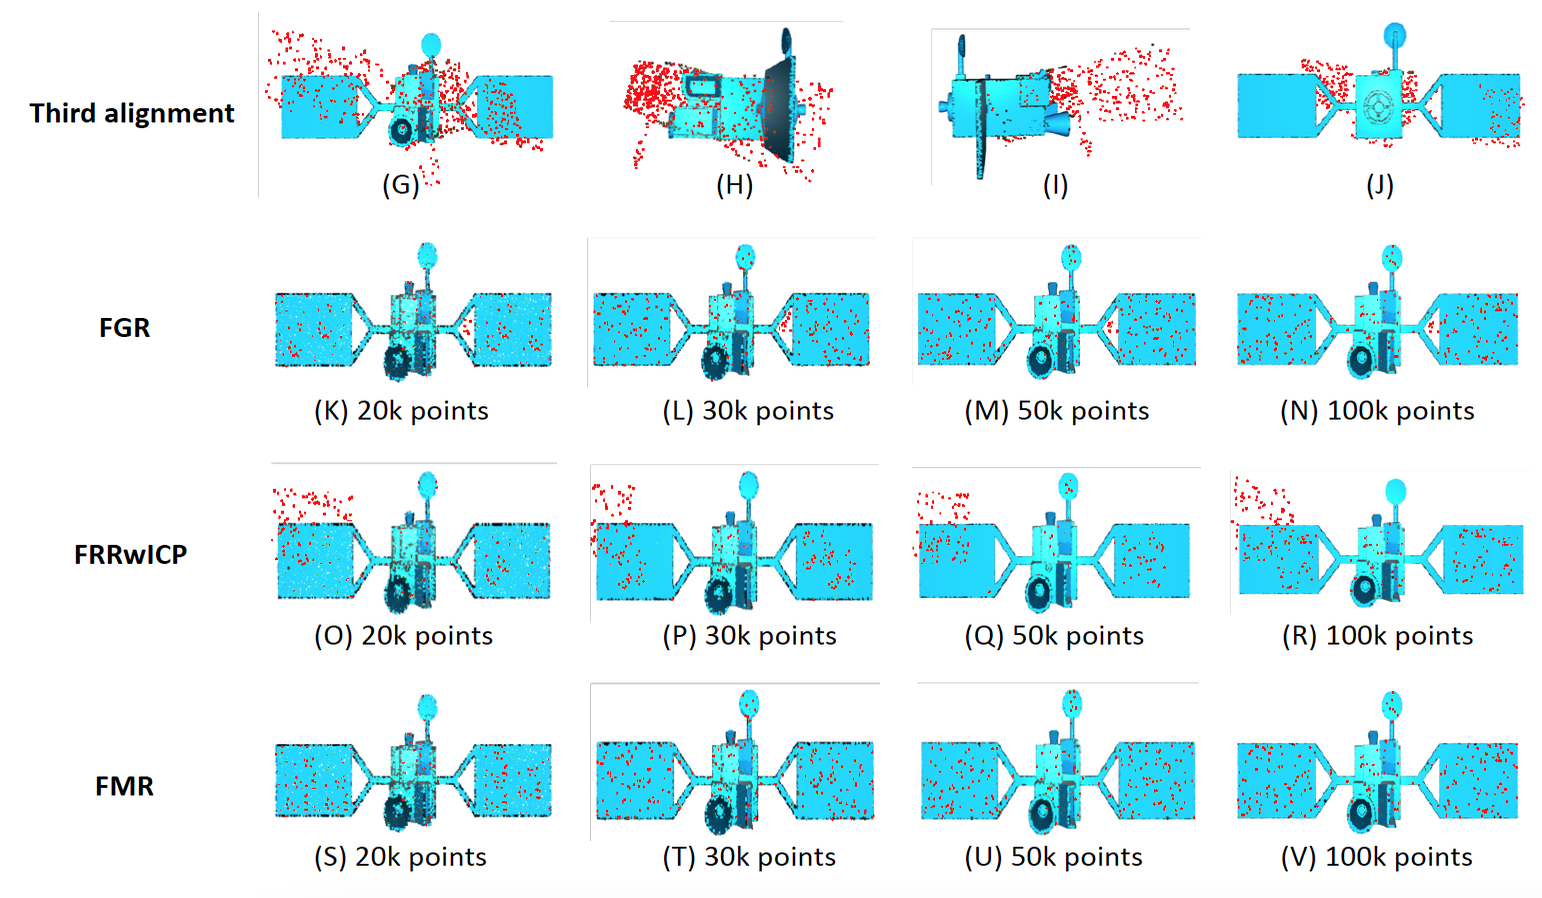 Third alignment
(G)
(H)
(I)
(J)
FGR
(K) 20k points
(L) 30k points
(M) 50k points
(N) 100k points
FRRwICP
(O) 20k points
(P) 30k points
(Q) 50k points
(R) 100k points
FMR
(S) 20k points
(T) 30k points
(U) 50k points
(V) 100k points